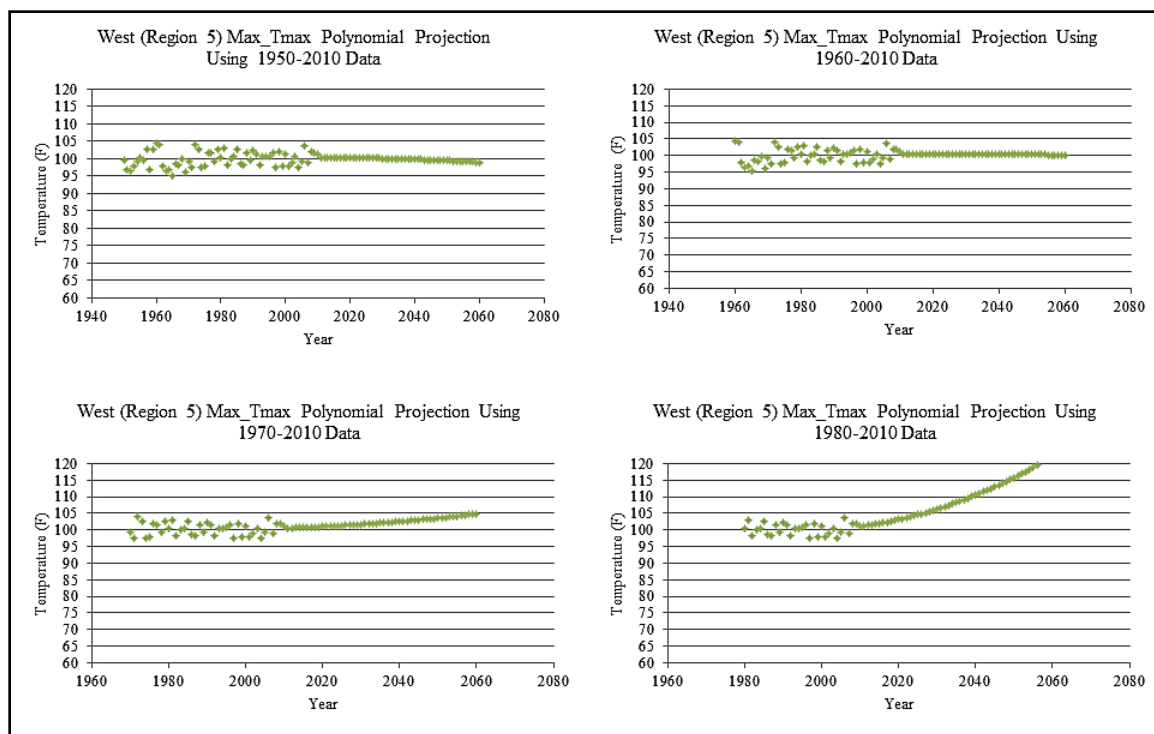 West (Region 5) Max_Tmax Polynomial Projection
Using 1950-2010 Data
Temperature (F)
120
115
110
105
100
95
90
85
80
75
70
65
60
1940 1960 1980 2000 2020 2040 2060 2080
Year
West (Region 5) Max_Tmax Polynomial Projection Using
1960-2010 Data
Temperature (F)
120
115
110
105
100
95
90
85
80
75
70
65
60
1940 1960 1980 2000 2020 2040 2060 2080
Year
West (Region 5) Max_Tmax Polynomial Projection Using
1970-2010 Data
Temperature (F)
120
115
110
105
100
95
90
85
80
75
70
65
60
1960 1980 2000 2020 2040 2060 2080
Year
West (Region 5) Max_Tmax Polynomial Projection Using
1980-2010 Data
Temperature (F)
120
115
110
105
100
95
90
85
80
75
70
65
60
1960 1980 2000 2020 2040 2060 2080
Year